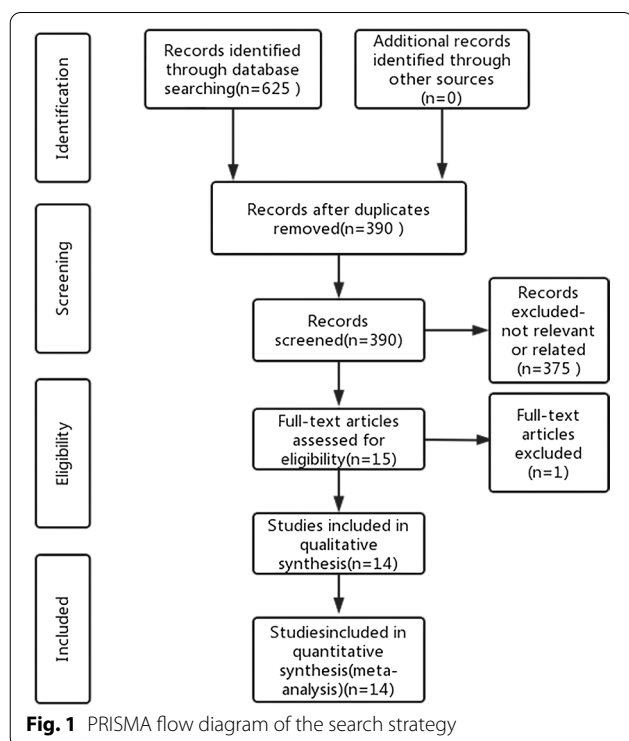 Identification
Records identified
through database
searching(n=625 )
Additional records
identified through
other sources
(n=0)
Records after duplicates
removed(n=390 )
Screening
Records
screened(n=390)
Records
excluded-
not relevant
or related
(n=375 )
Eligibility
Full-text articles
assessed for
eligibility(n=15)
Full-text
articles
excluded
(n=1)
Studies included in
qualitative
synthesis(n=14)
Included
Studiesincluded in
quantitative
synthesis(meta-
analysis)(n=14)
Fig. 1 PRISMA flow diagram of the search strategy